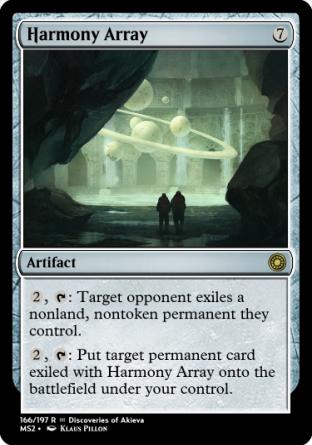 Harmony Array 7
Artifact
2, : Target opponent exiles a
nonland, nontoken permanent they
control.
2, : Put target permanent card
exiled with Harmony Array onto the
battlefield under your control.
166/197 R Discoveries of Akieva
MS2 • Klaus Pillon